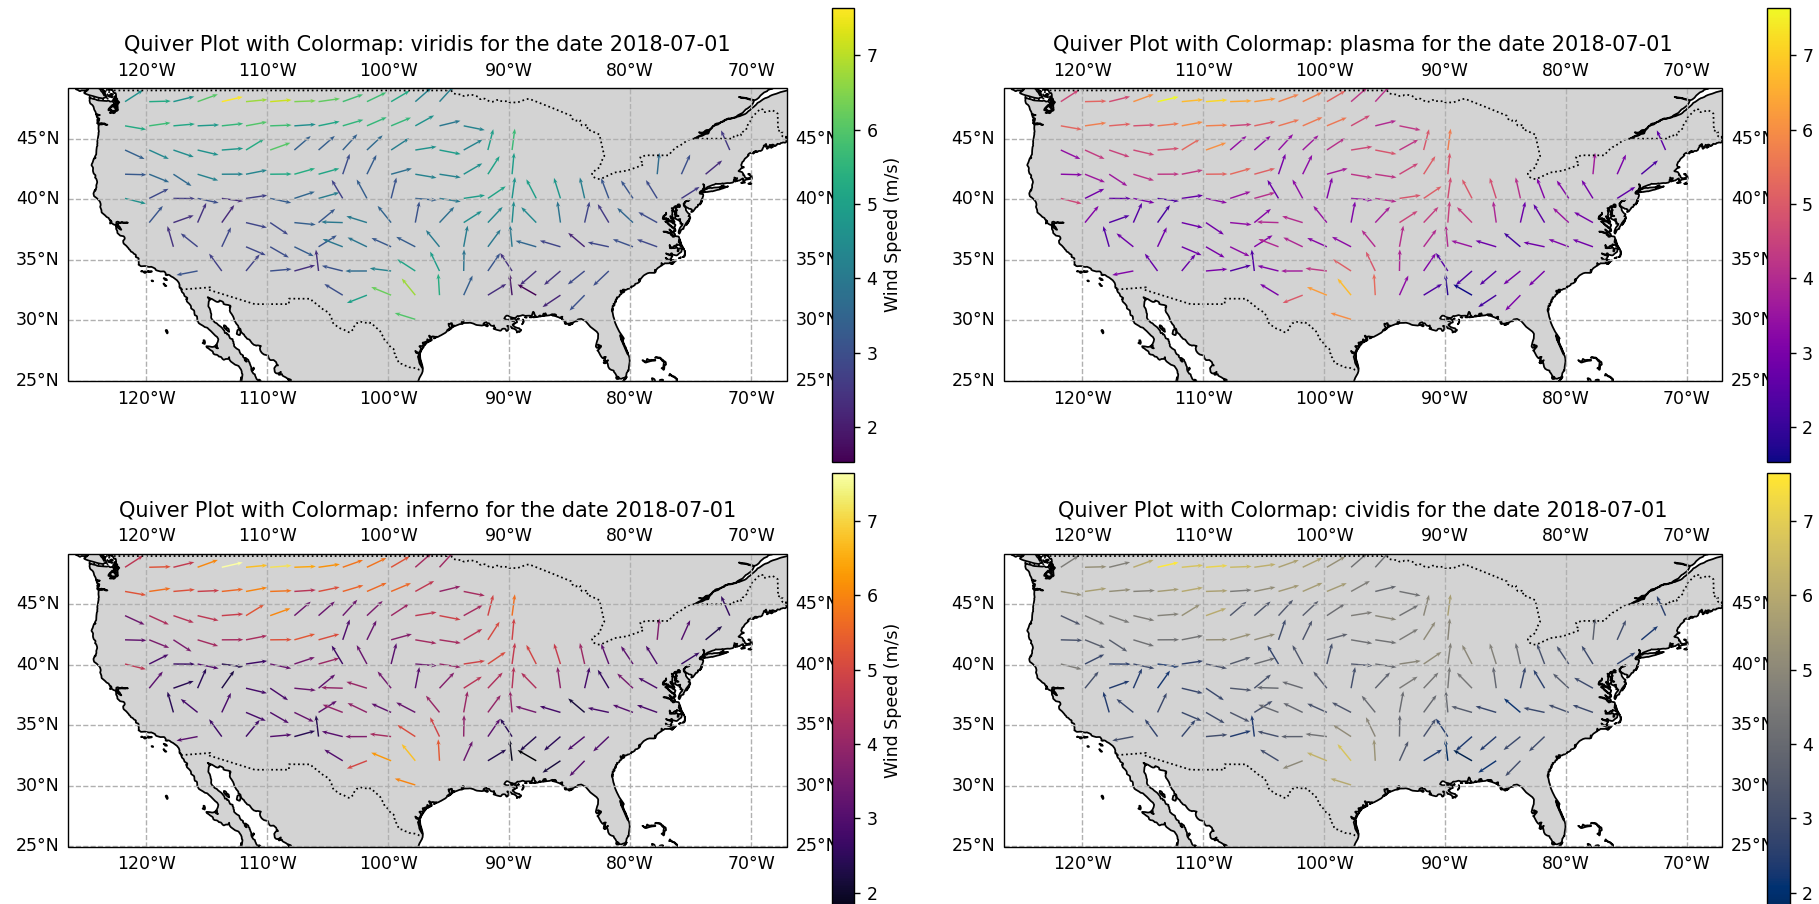 Quiver Plot with Colormap: viridis for the date 2018-07-01
120°W 110°W 100°W 90°W 80°W 70°W
45°N 45°N
40°N 40°N
35°N 35°N
30°N 30°N
25°N 25°N
120°W 110°W 100°W 90°W 80°W 70°W
7
6
5
4
3
2
Wind Speed (m/s)
Quiver Plot with Colormap: plasma for the date 2018-07-01
120°W 110°W 100°W 90°W 80°W 70°W
45°N 45°N
40°N 40°N
35°N 35°N
30°N 30°N
25°N 25°N
120°W 110°W 100°W 90°W 80°W 70°W
7
6
5
4
3
2
Quiver Plot with Colormap: inferno for the date 2018-07-01
120°W 110°W 100°W 90°W 80°W 70°W
45°N 45°N
40°N 40°N
35°N 35°N
30°N 30°N
25°N 25°N
120°W 110°W 100°W 90°W 80°W 70°W
7
6
5
4
3
2
Wind Speed (m/s)
Quiver Plot with Colormap: cividis for the date 2018-07-01
120°W 110°W 100°W 90°W 80°W 70°W
45°N 45°N
40°N 40°N
35°N 35°N
30°N 30°N
25°N 25°N
120°W 110°W 100°W 90°W 80°W 70°W
7
6
5
4
3
2